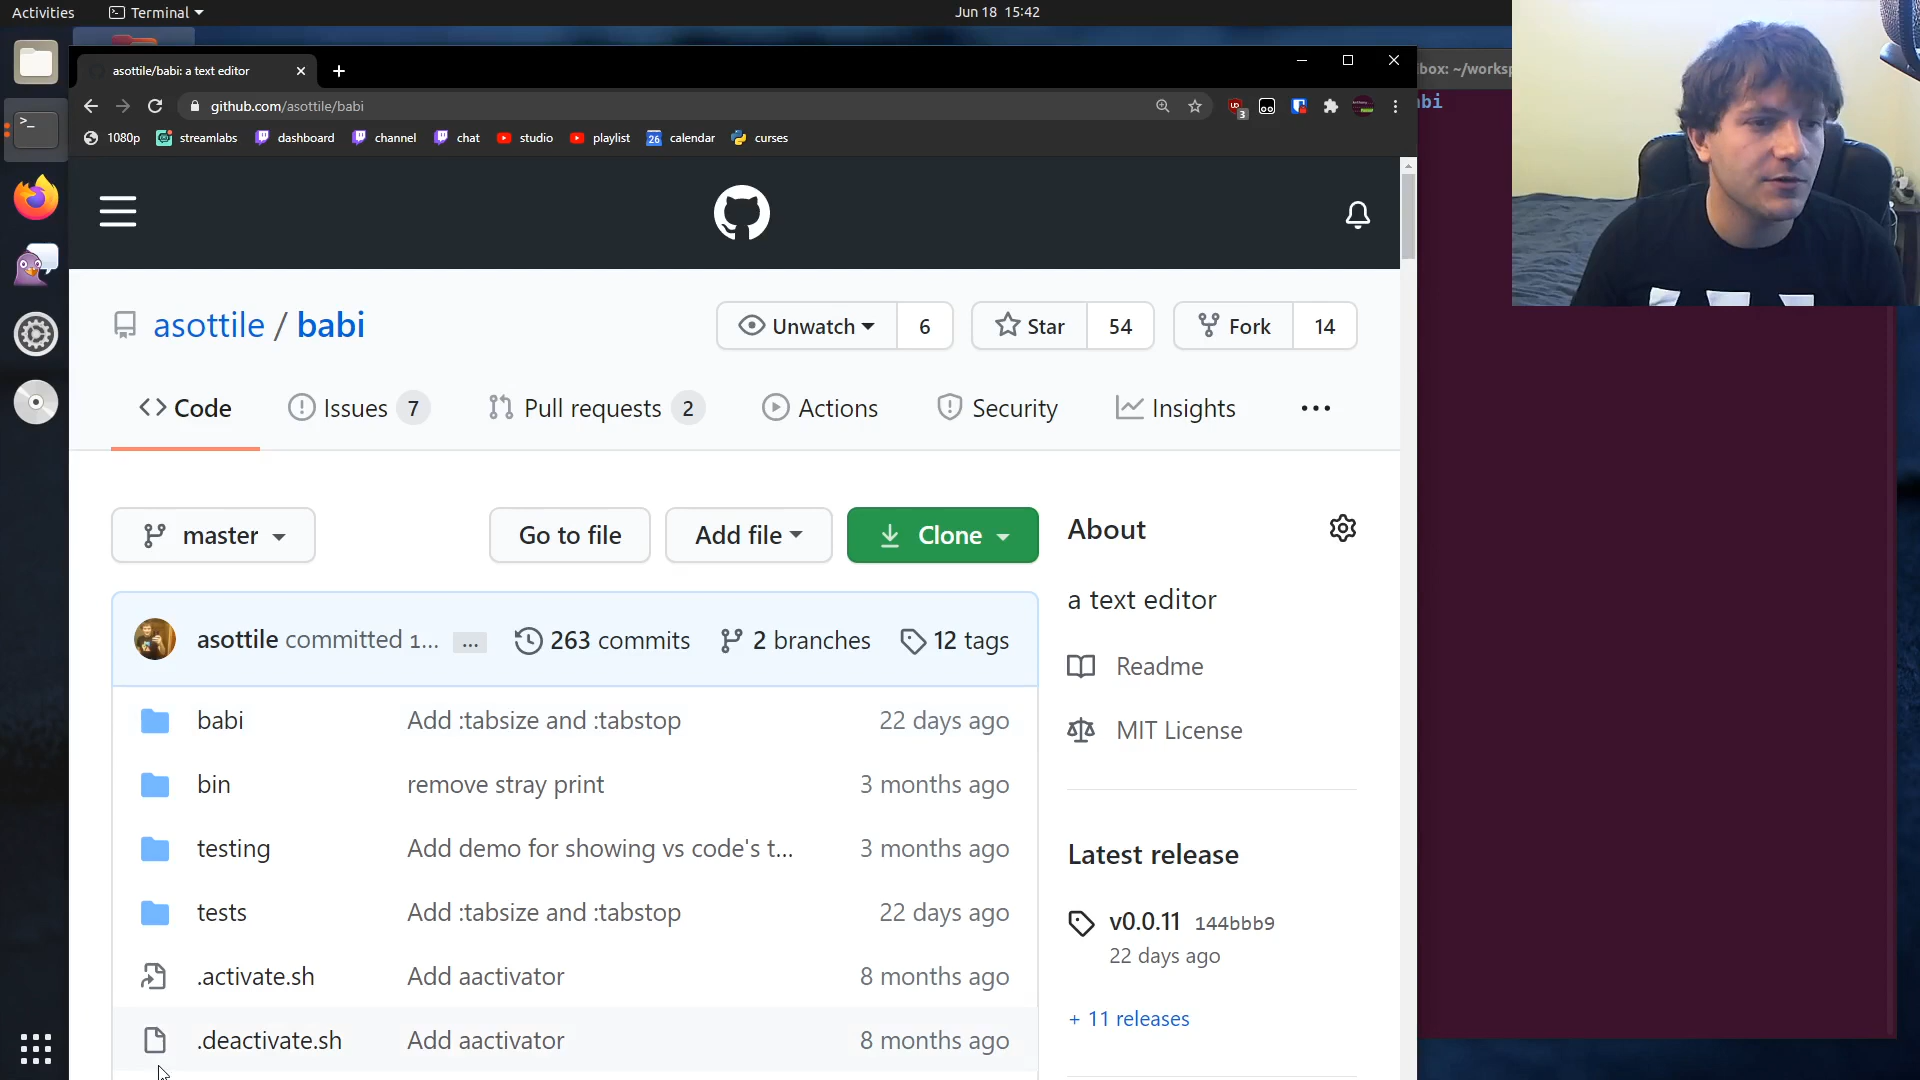 Activities
Terminal
Jun 18 15:42
asottile/babi: a text editor
github.com/asottile/babi
1080p
streamlabs
dashboard
channel
chat
studio
playlist
26
calendar
curses
box: ~/worksp
abi
asottile / babi
Unwatch 6
Star 54
Fork 14
Code
Issues 7
Pull requests 2
Actions
Security
Insights
master
Go to file
Add file
Clone
About
a text editor
Readme
MIT License
asottile committed 1... ...
263 commits
2 branches
12 tags
babi Add :tabsize and :tabstop 22 days ago
bin remove stray print 3 months ago
testing Add demo for showing vs code's t... 3 months ago
tests Add :tabsize and :tabstop 22 days ago
.activate.sh Add aactivator 8 months ago
.deactivate.sh Add aactivator 8 months ago
Latest release
v0.0.11 144bbb9
22 days ago
+ 11 releases